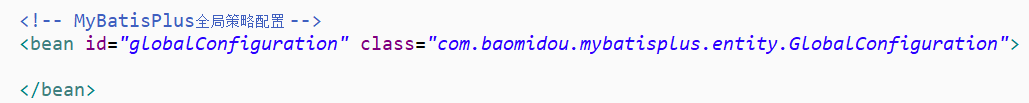 <!-- MyBatisPlus全局策略配置 -->
<bean id="globalConfiguration" class="com.baomidou.mybatisplus.entity.GlobalConfiguration">
</bean>